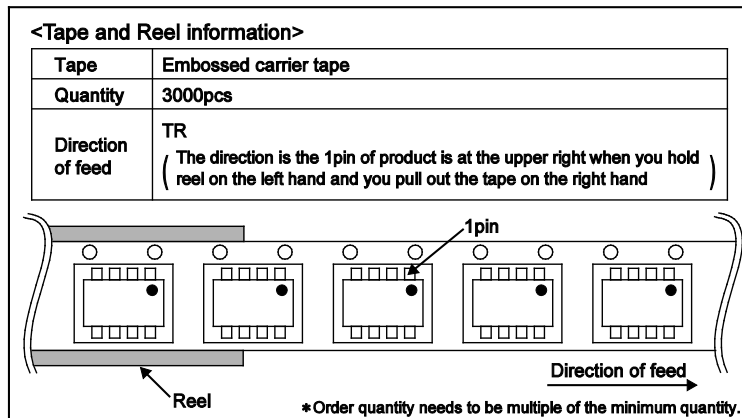 <Tape and Reel information>
Tape Embossed carrier tape
Quantity 3000pcs
Direction of feed TR
( The direction is the 1pin of product is at the upper right when you hold
reel on the left hand and you pull out the tape on the right hand )
1pin
Direction of feed
Reel
*Order quantity needs to be multiple of the minimum quantity.